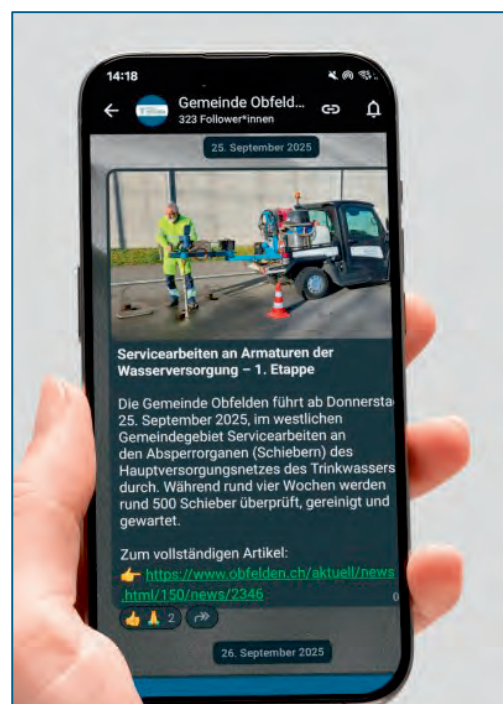 14:18
Gemeinde Obfeld...
323 Follower*innen
25. September 2025
Servicearbeiten an Armaturen der
Wasserversorgung – 1. Etappe
Die Gemeinde Obfelden führt ab Donnersta
25. September 2025, im westlichen
Gemeindegebiet Servicearbeiten an
den Absperrorganen (Schiebern) des
Hauptversorgungsnetzes des Trinkwassers
durch. Während rund vier Wochen werden
rund 500 Schieber überprüft, gereinigt und
gewartet.
Zum vollständigen Artikel:
👉 https://www.obfelden.ch/aktuell/news
.html/150/news/2346
👍 🙏 2
26. September 2025